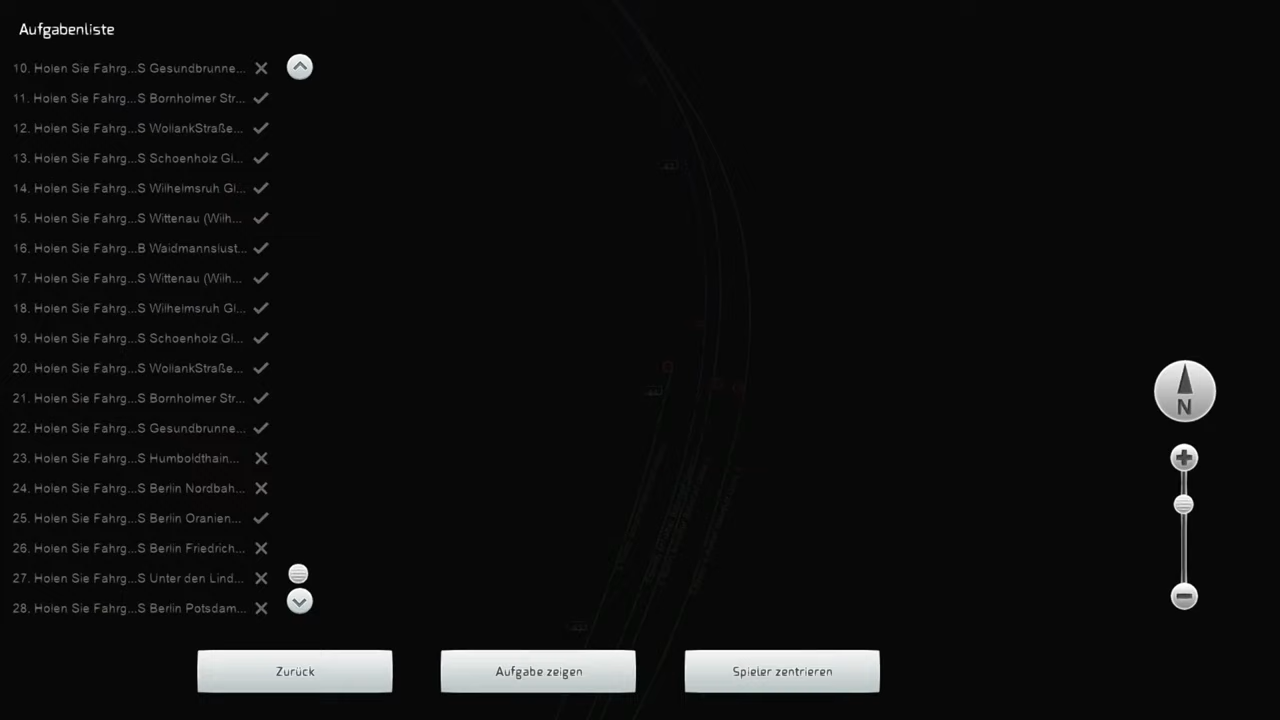 Aufgabenliste
10. Holen Sie Fahrg...S Gesundbrunne...
11. Holen Sie Fahrg...S Bornholmer Str...
12. Holen Sie Fahrg...S WollankStraße...
13. Holen Sie Fahrg...S Schoenholz Gl...
14. Holen Sie Fahrg...S Wilhelmsruh Gl...
15. Holen Sie Fahrg...S Wittenau (Wilh...
16. Holen Sie Fahrg...B Waidmannslust...
17. Holen Sie Fahrg...S Wittenau (Wilh...
18. Holen Sie Fahrg...S Wilhelmsruh Gl...
19. Holen Sie Fahrg...S Schoenholz Gl...
20. Holen Sie Fahrg...S WollankStraße...
21. Holen Sie Fahrg...S Bornholmer Str...
22. Holen Sie Fahrg...S Gesundbrunne...
23. Holen Sie Fahrg...S Humboldthain...
24. Holen Sie Fahrg...S Berlin Nordbah...
25. Holen Sie Fahrg...S Berlin Oranien...
26. Holen Sie Fahrg...S Berlin Friedrich...
27. Holen Sie Fahrg...S Unter den Lind...
28. Holen Sie Fahrg...S Berlin Potsdam...
N
Zurück
Aufgabe zeigen
Spieler zentrieren